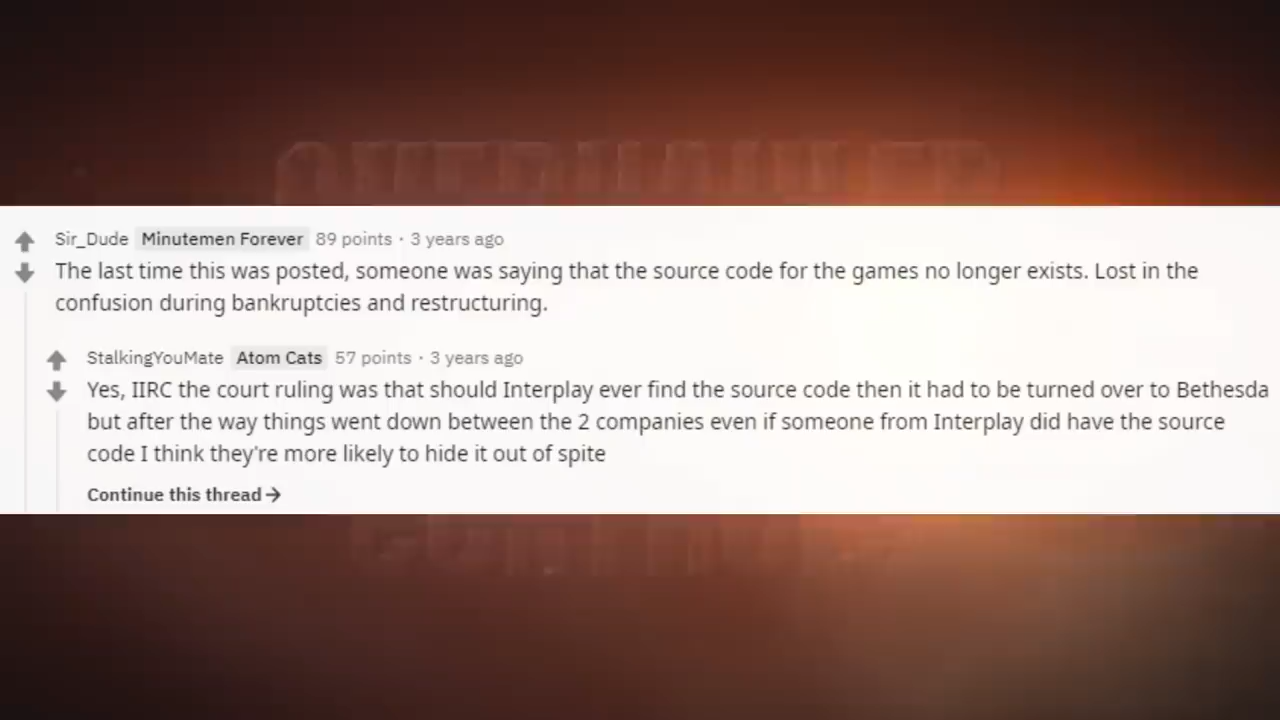 Sir_Dude Minutemen Forever 89 points · 3 years ago
The last time this was posted, someone was saying that the source code for the games no longer exists. Lost in the
confusion during bankruptcies and restructuring.
StalkingYouMate Atom Cats 57 points · 3 years ago
Yes, IIRC the court ruling was that should Interplay ever find the source code then it had to be turned over to Bethesda
but after the way things went down between the 2 companies even if someone from Interplay did have the source
code I think they're more likely to hide it out of spite
Continue this thread→